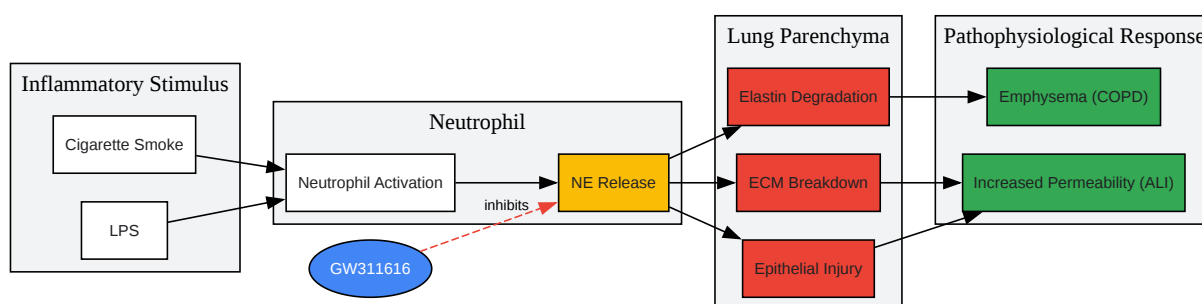 Inflammatory Stimulus
Cigarette Smoke
LPS
Neutrophil
Neutrophil Activation
NE Release
inhibits
GW311616
Lung Parenchyma
Elastin Degradation
ECM Breakdown
Epithelial Injury
Pathophysiological Response
Emphysema (COPD)
Increased Permeability (ALI)